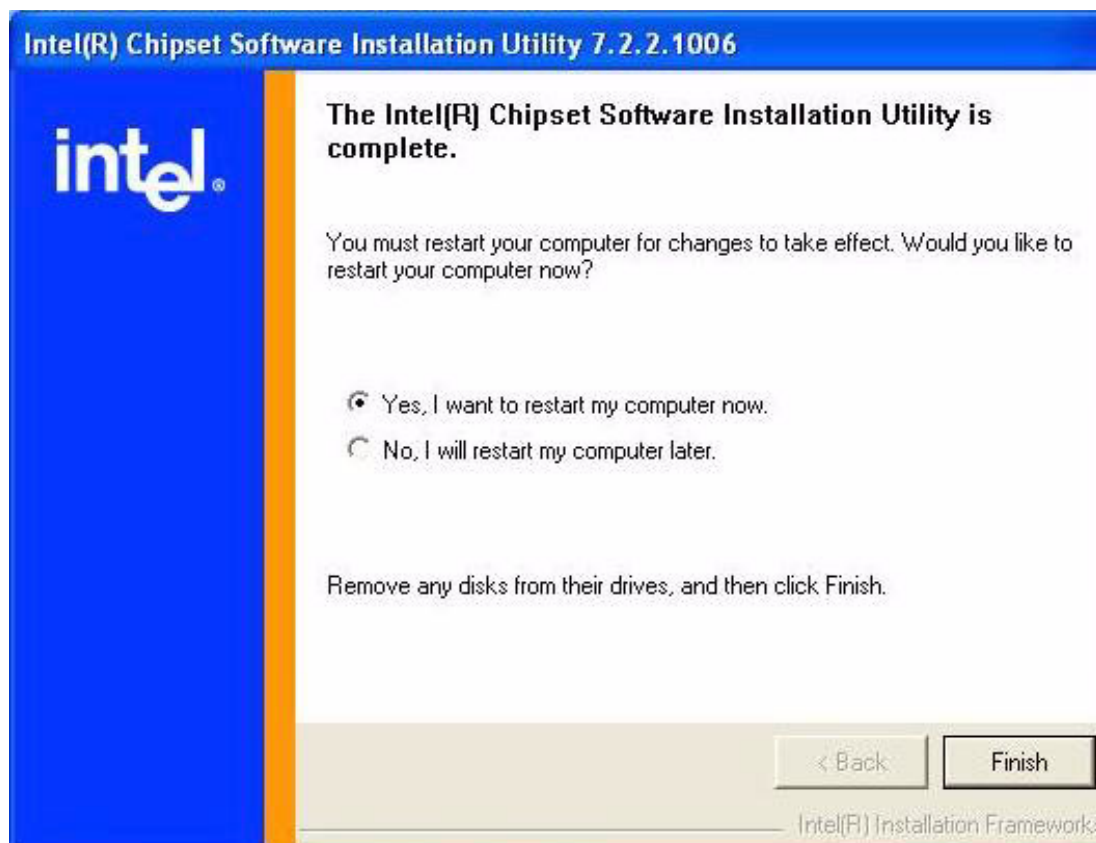 Intel(R) Chipset Software Installation Utility 7.2.2.1006
intel®
The Intel(R) Chipset Software Installation Utility is
complete.
You must restart your computer for changes to take effect. Would you like to
restart your computer now?
Yes, I want to restart my computer now.
No, I will restart my computer later.
Remove any disks from their drives, and then click Finish.
< Back
Finish
Intel(R) Installation Frameworks